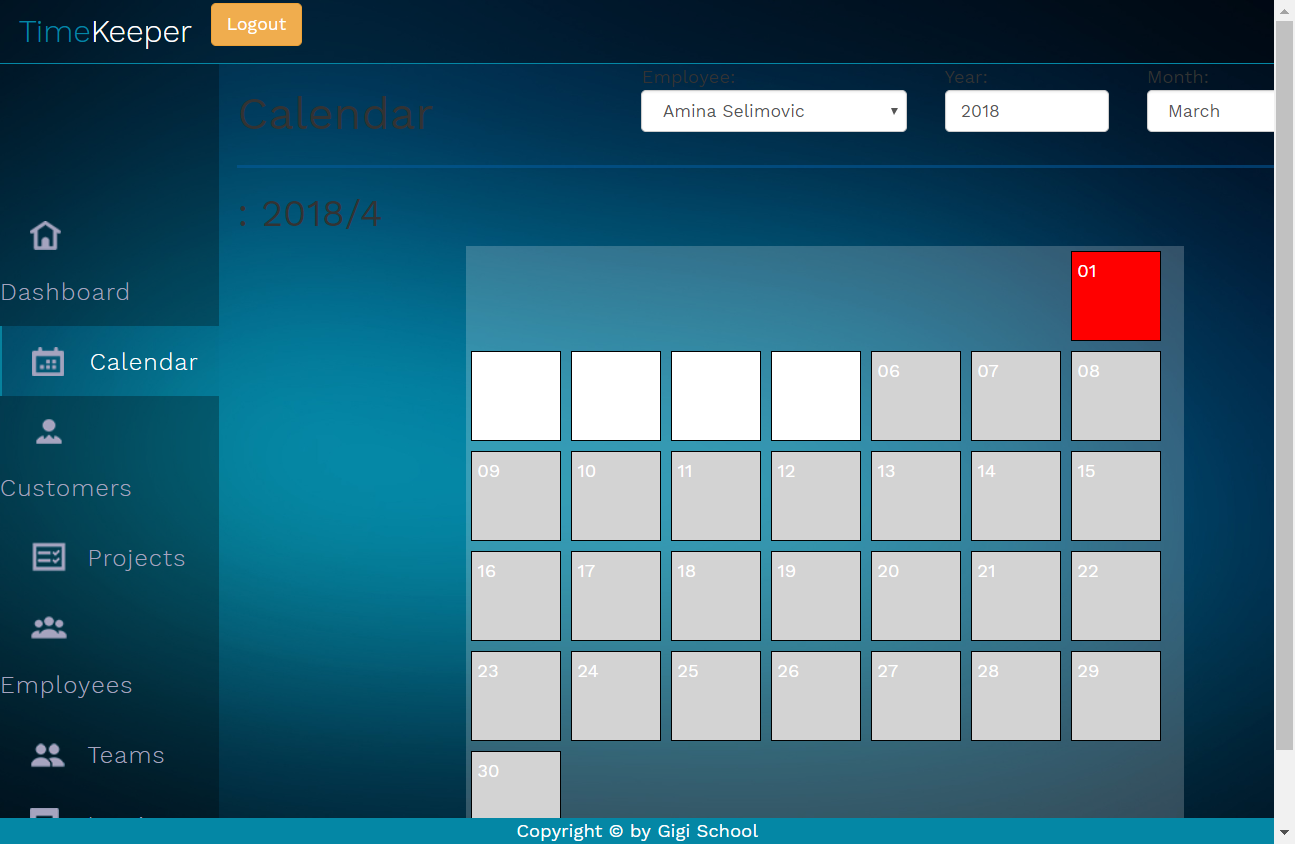 TimeKeeper Logout
Employee: Year: Month:
Calendar Amina Selimovic 2018 March
: 2018/4
01
Dashboard
Calendar
06 07 08
Customers
09 10 11 12 13 14 15
Projects
16 17 18 19 20 21 22
Employees
23 24 25 26 27 28 29
Teams
30
Copyright © by Gigi School